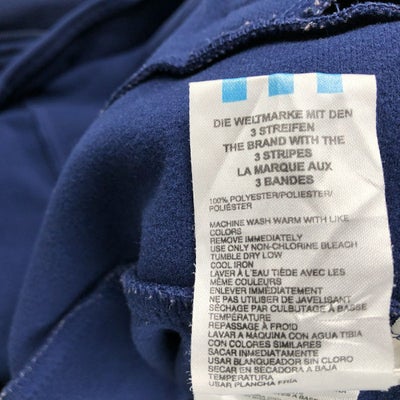 DIE WELTMARKE MIT DEN
3 STREIFEN
THE BRAND WITH THE
3 STRIPES
LA MARQUE AUX
3 BANDES
100% POLYESTER/POLIESTER/
POLIÉSTER
MACHINE WASH WARM WITH LIKE
COLORS
REMOVE IMMEDIATELY
USE ONLY NON-CHLORINE BLEACH
TUMBLE DRY LOW
COOL IRON
LAVER À L'EAU TIÈDE AVEC LES
MÊME COULEURS
ENLEVER IMMÉDIATEMENT
NE PAS UTILISER DE JAVELISANT
SÉCHAGE PAR CULBUTAGE À BASSE
TEMPÉRATURE
REPASSAGE À FROID
LAVAR A MÁQUINA CON AGUA TIBIA
CON COLORES SIMILARES
SACAR INMEDIATAMENTE
USAR BLANQUEADOR SIN CLORO
SECAR EN SECADORA A BAJA
TEMPERATURA
USAR PLANCHA FRÍA